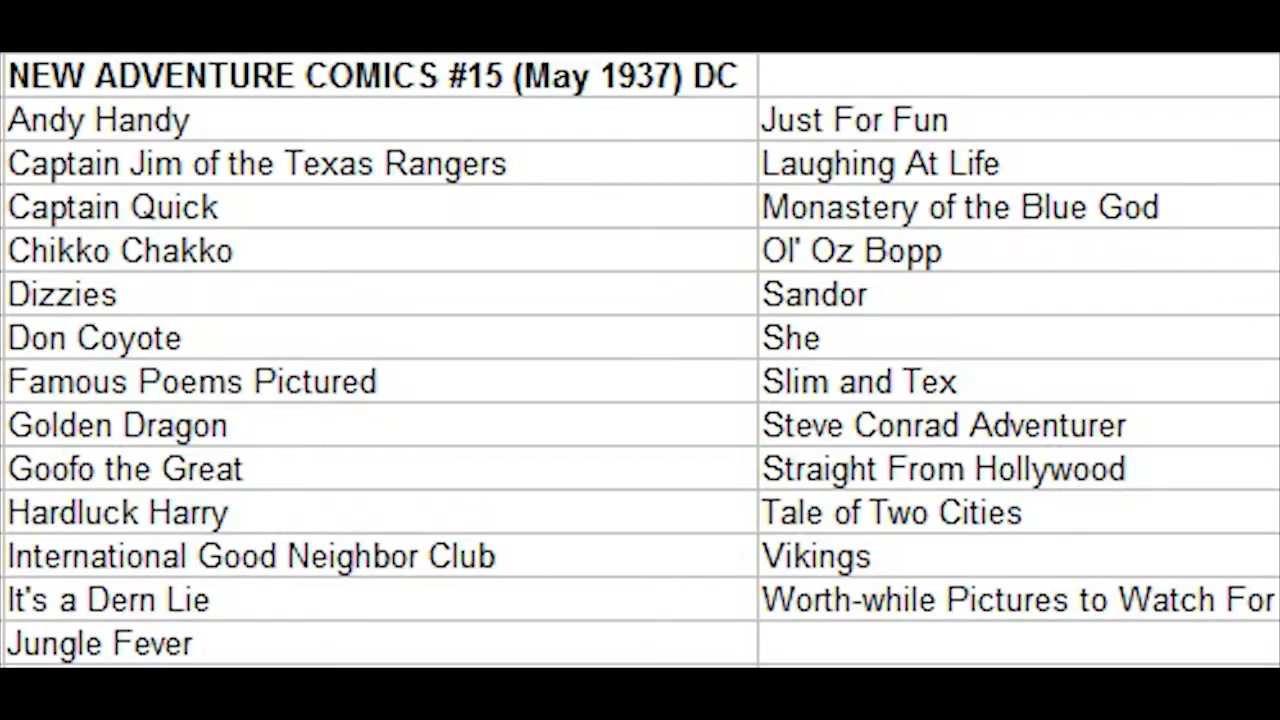 NEW ADVENTURE COMICS #15 (May 1937) DC
Andy Handy
Captain Jim of the Texas Rangers
Captain Quick
Chikko Chakko
Dizzies
Don Coyote
Famous Poems Pictured
Golden Dragon
Goofo the Great
Hardluck Harry
International Good Neighbor Club
It's a Dern Lie
Jungle Fever
Just For Fun
Laughing At Life
Monastery of the Blue God
Ol' Oz Bopp
Sandor
She
Slim and Tex
Steve Conrad Adventurer
Straight From Hollywood
Tale of Two Cities
Vikings
Worth-while Pictures to Watch For